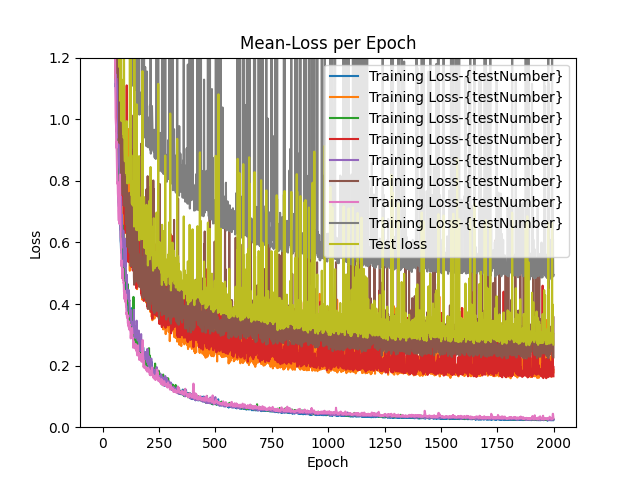 Mean-Loss per Epoch
1.2
1.0
0.8
0.6
0.4
0.2
0.0
Loss
Training Loss-{testNumber}
Training Loss-{testNumber}
Training Loss-{testNumber}
Training Loss-{testNumber}
Training Loss-{testNumber}
Training Loss-{testNumber}
Training Loss-{testNumber}
Training Loss-{testNumber}
Test loss
0 250 500 750 1000 1250 1500 1750 2000
Epoch